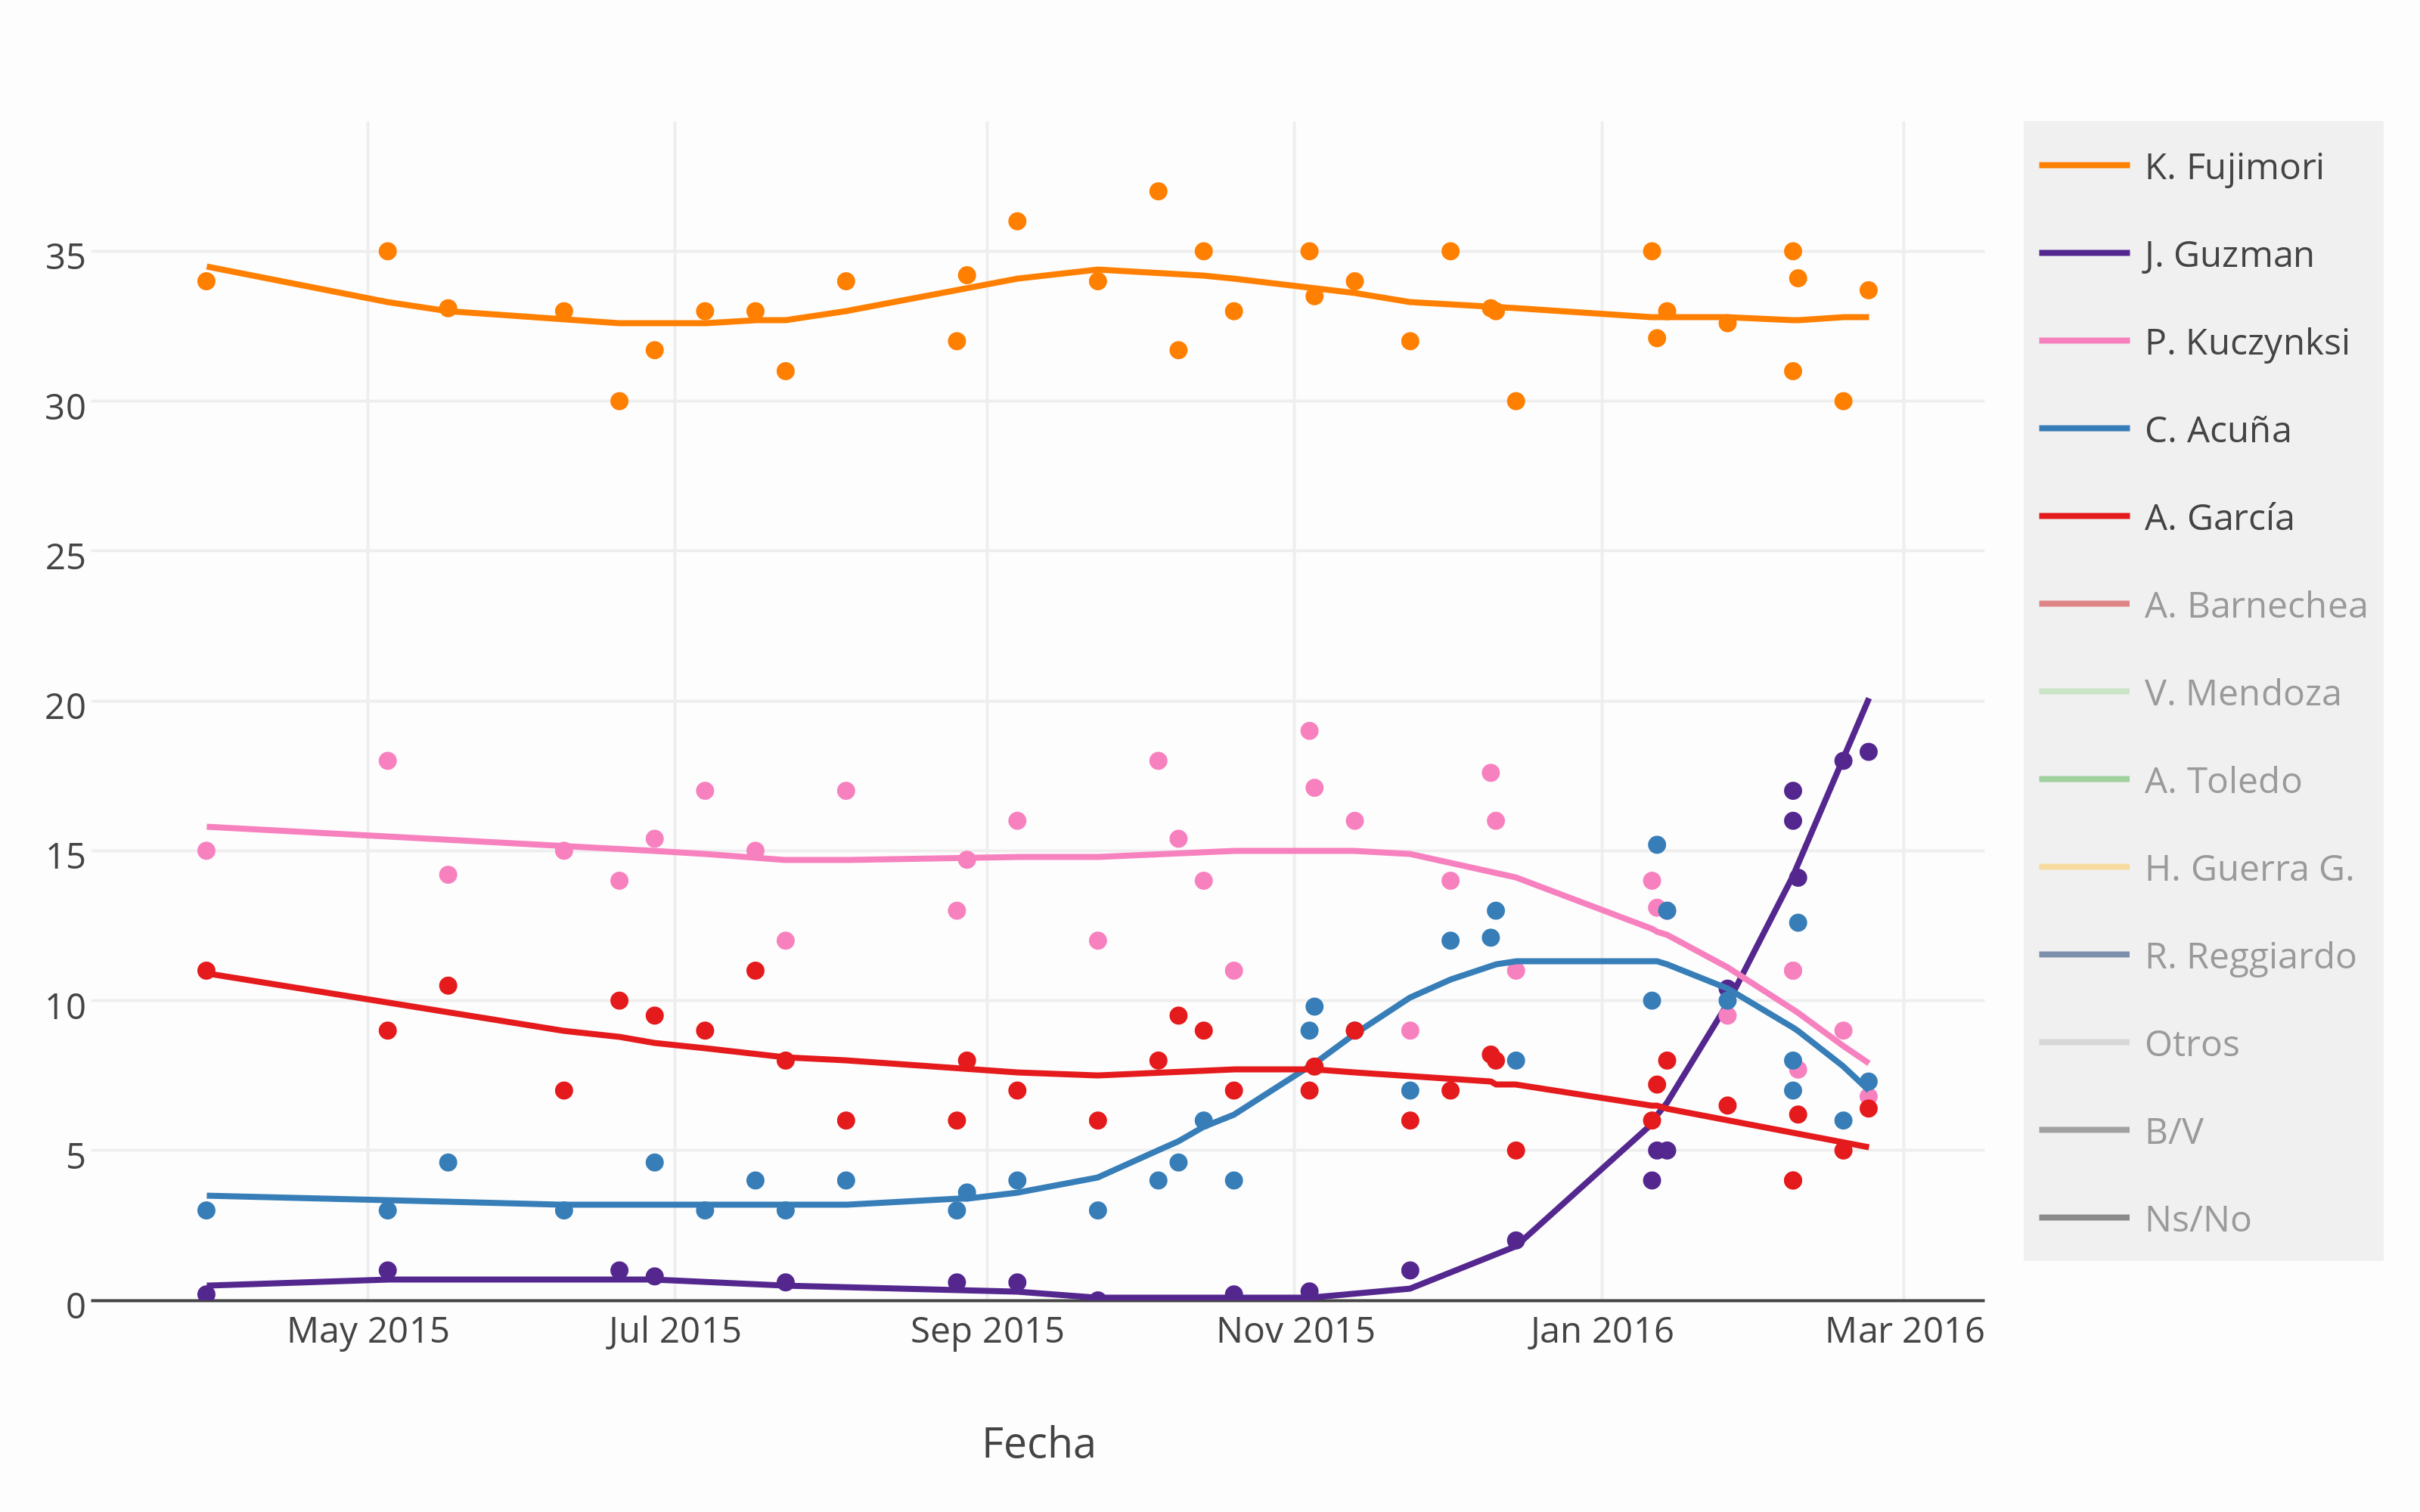 35
30
25
20
15
10
5
0
May 2015 Jul 2015 Sep 2015 Nov 2015 Jan 2016 Mar 2016
Fecha
K. Fujimori
J. Guzman
P. Kuczynksi
C. Acuña
A. García
A. Barnechea
V. Mendoza
A. Toledo
H. Guerra G.
R. Reggiardo
Otros
B/V
Ns/No